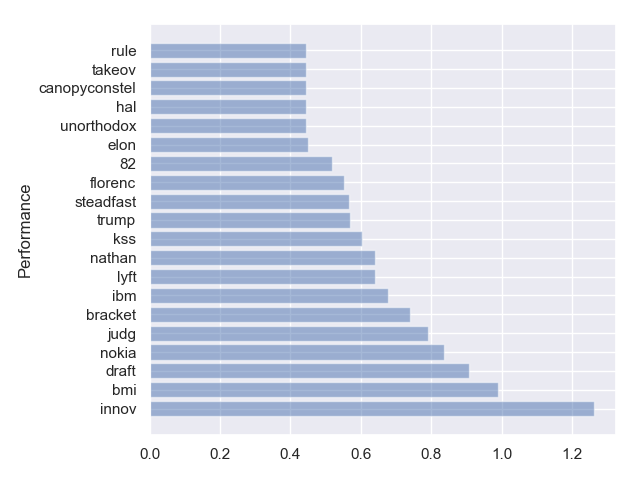 rule
takeov
canopyconstel
hal
unorthodox
elon
82
florenc
steadfast
trump
kss
nathan
lyft
ibm
bracket
judg
nokia
draft
bmi
innov
Performance
0.0 0.2 0.4 0.6 0.8 1.0 1.2